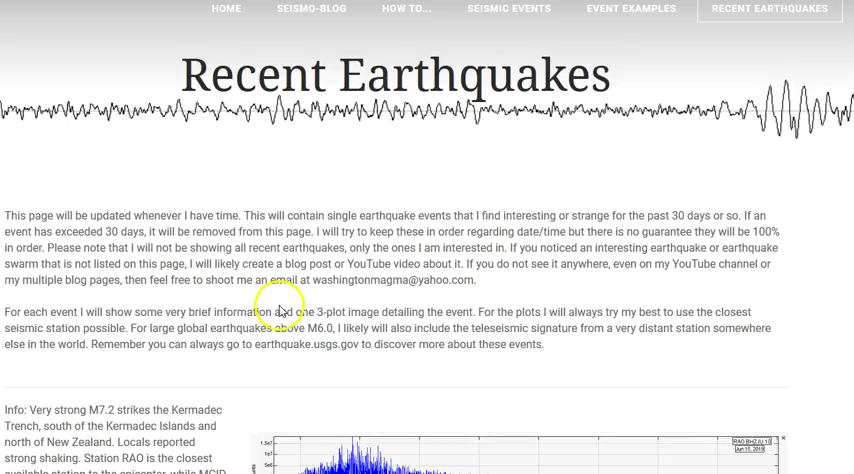 HOME SEISMO-BLOG HOW TO... SEISMIC EVENTS EVENT EXAMPLES RECENT EARTHQUAKES
Recent Earthquakes
This page will be updated whenever I have time. This will contain single earthquake events that I find interesting or strange for the past 30 days or so. If an
event has exceeded 30 days, it will be removed from this page. I will try to keep these in order regarding date/time but there is no guarantee they will be 100%
in order. Please note that I will not be showing all recent earthquakes, only the ones I am interested in. If you noticed an interesting earthquake or earthquake
swarm that is not listed on this page, I will likely create a blog post or YouTube video about it. If you do not see it anywhere, even on my YouTube channel or
my multiple blog pages, then feel free to shoot me an email at washingtonmagma@yahoo.com.
For each event I will show some very brief information and one 3-plot image detailing the event. For the plots I will always try my best to use the closest
seismic station possible. For large global earthquakes above M6.0, I likely will also include the teleseismic signature from a very distant station somewhere
else in the world. Remember you can always go to earthquake.usgs.gov to discover more about these events.
Info: Very strong M7.2 strikes the Kermadec
Trench, south of the Kermadec Islands and
north of New Zealand. Locals reported
strong shaking. Station RAO is the closest
available station to the epicenter, while MCID
1.5e7
1e7
5e6
RAO BHZ IU 10
Jun 15, 2019